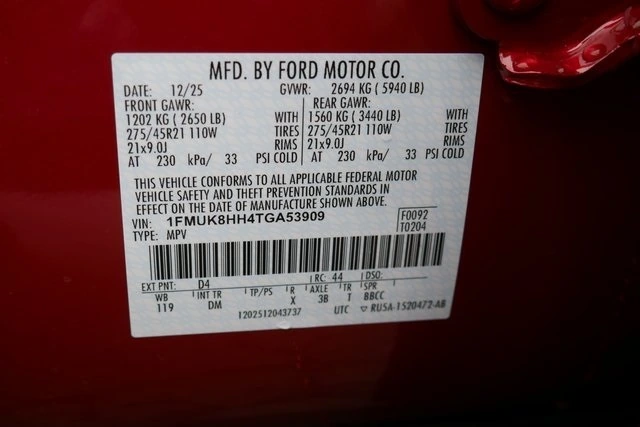 MFD. BY FORD MOTOR CO.
DATE: 12/25 GVWR: 2694 KG ( 5940 LB)
FRONT GAWR: REAR GAWR:
1202 KG ( 2650 LB) WITH 1560 KG ( 3440 LB) WITH
275/45R21 110W TIRES 275/45R21 110W TIRES
21x9.0J RIMS 21x9.0J RIMS
AT 230 kPa/ 33 PSI COLD AT 230 kPa/ 33 PSI COLD
THIS VEHICLE CONFORMS TO ALL APPLICABLE FEDERAL MOTOR
VEHICLE SAFETY AND THEFT PREVENTION STANDARDS IN
EFFECT ON THE DATE OF MANUFACTURE SHOWN ABOVE.
VIN: 1FMUK8HH4TGA53909 F0092
TYPE: MPV T0204
EXT PNT: D4 RC: 44 DSO:
WB INT TR TP/PS R AXLE TR SPR
119 DM X 3B T BBCC
1202512043737 UTC ▽ RU5A-1520472-AB